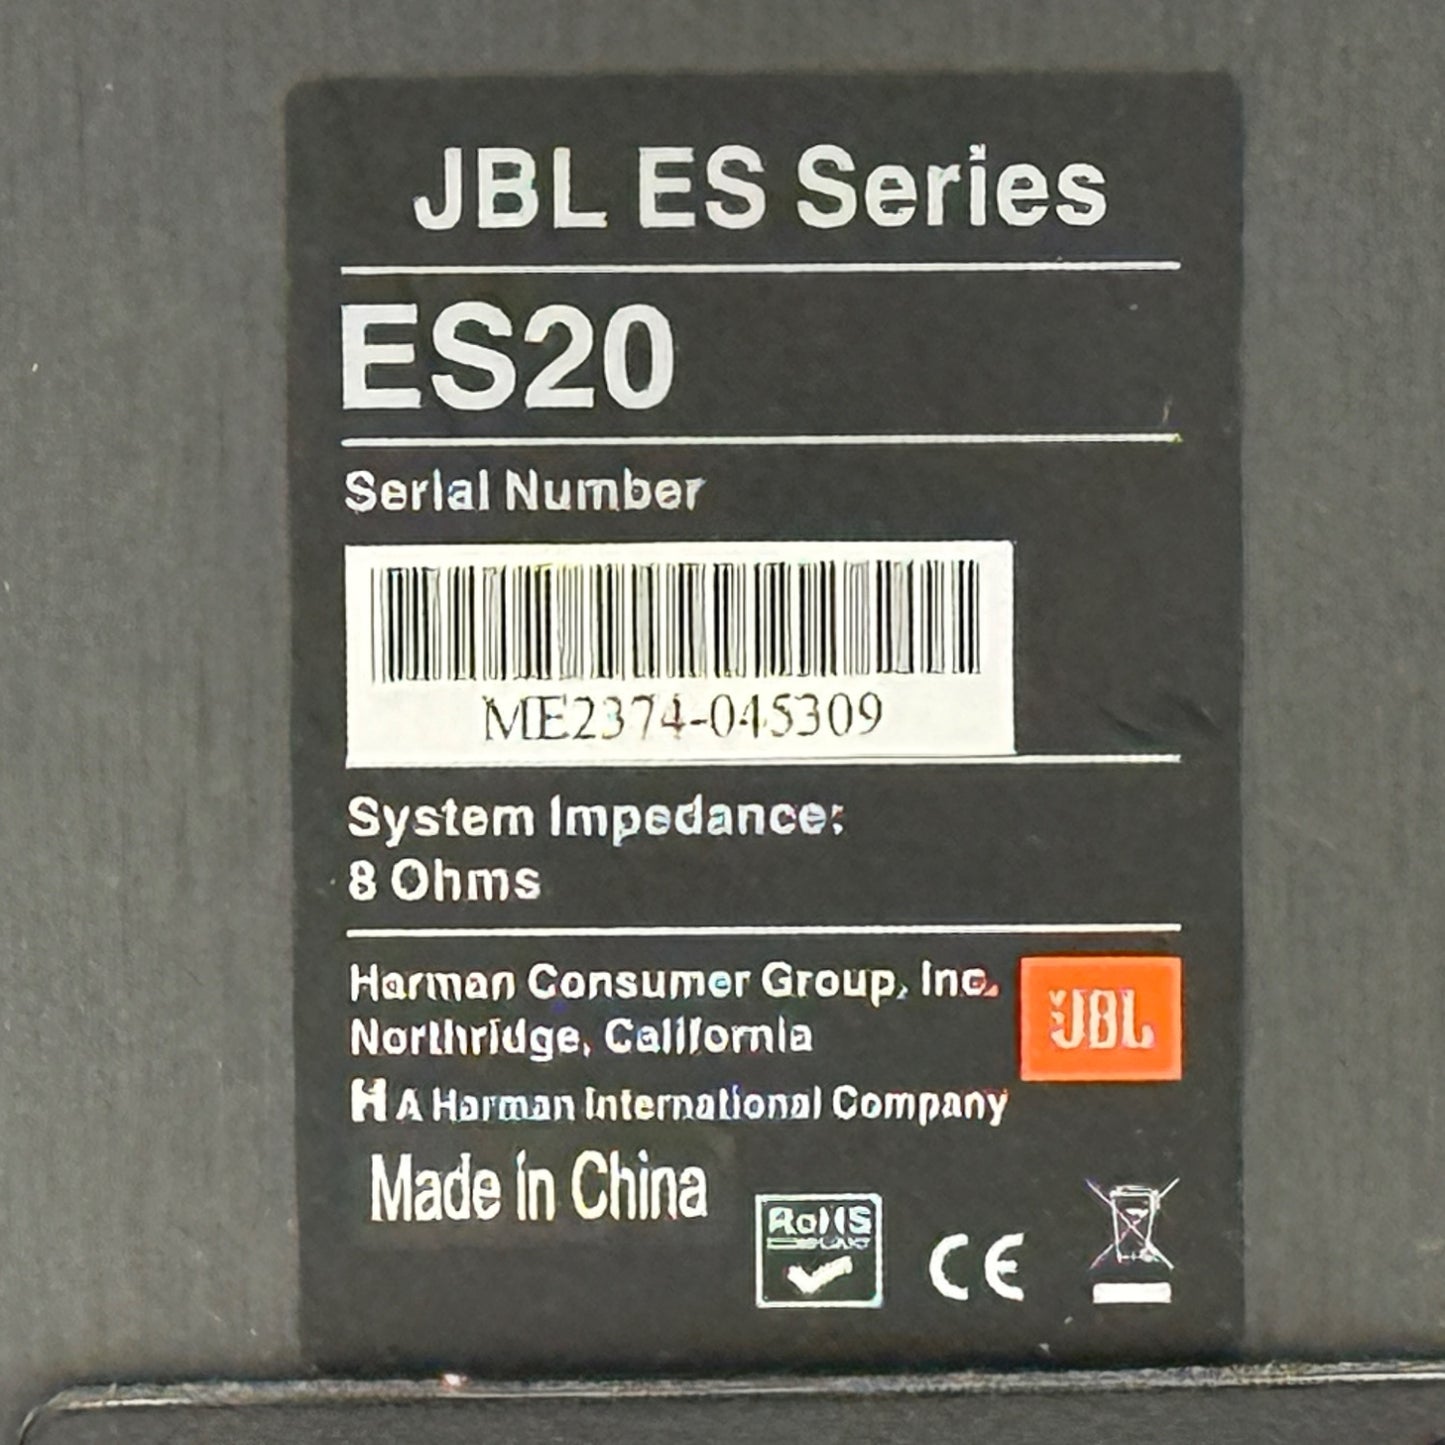 JBL ES Series
ES20
Serial Number
ME2374-045309
System Impedance:
8 Ohms
Harman Consumer Group, Inc.
Northridge, California
JBL
H A Harman International Company
Made in China
RoHS
CE